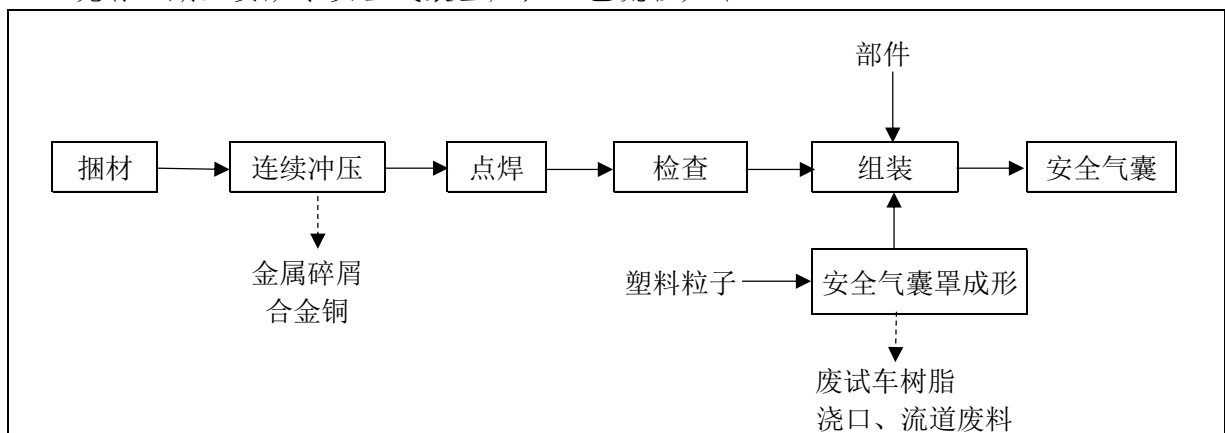 部件
捆材
连续冲压
点焊
检查
组装
安全气囊
金属碎屑
合金铜
塑料粒子
安全气囊罩成形
废试车树脂
浇口、流道废料